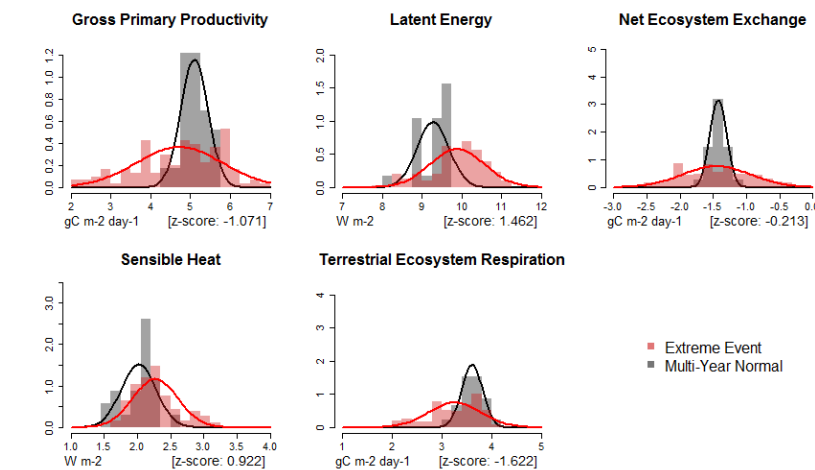 Gross Primary Productivity
0.0 0.2 0.4 0.6 0.8 1.0 1.2
2 3 4 5 6 7
gC m-2 day-1 [z-score: -1.071]
Latent Energy
0.0 0.5 1.0 1.5 2.0
7 8 9 10 11 12
W m-2 [z-score: 1.462]
Net Ecosystem Exchange
0 1 2 3 4 5
-3.0 -2.5 -2.0 -1.5 -1.0 -0.5 0.0
gC m-2 day-1 [z-score: -0.213]
Sensible Heat
0.0 1.0 2.0 3.0
1.0 1.5 2.0 2.5 3.0 3.5 4.0
W m-2 [z-score: 0.922]
Terrestrial Ecosystem Respiration
0 1 2 3 4
1 2 3 4 5
gC m-2 day-1 [z-score: -1.622]
Extreme Event
Multi-Year Normal